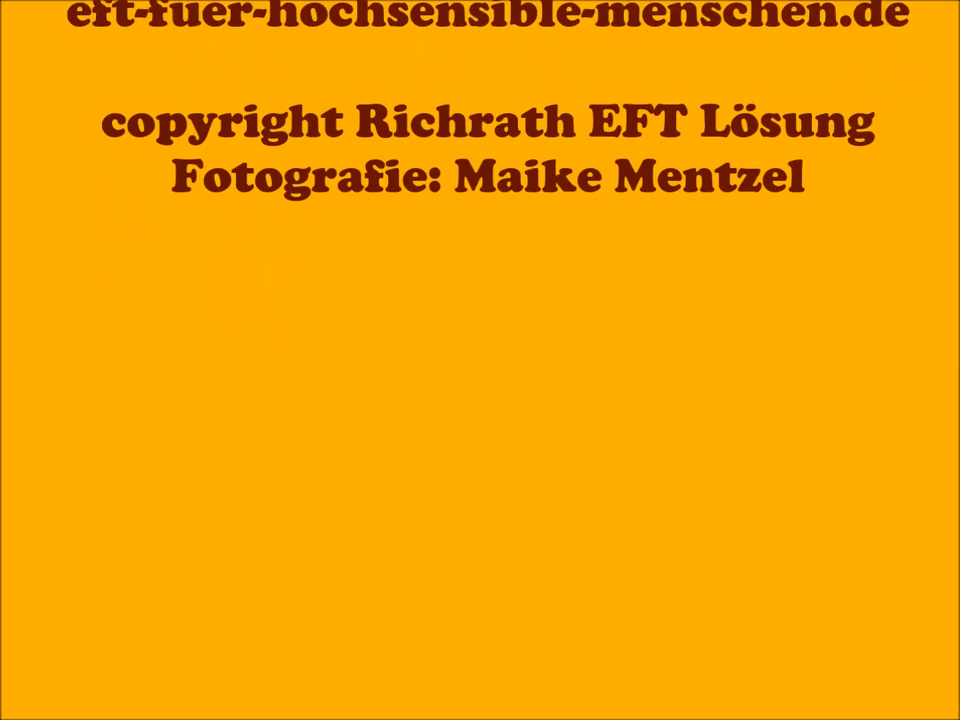 eft-fuer-hochsensible-menschen.de
copyright Richrath EFT Lösung
Fotografie: Maike Mentzel